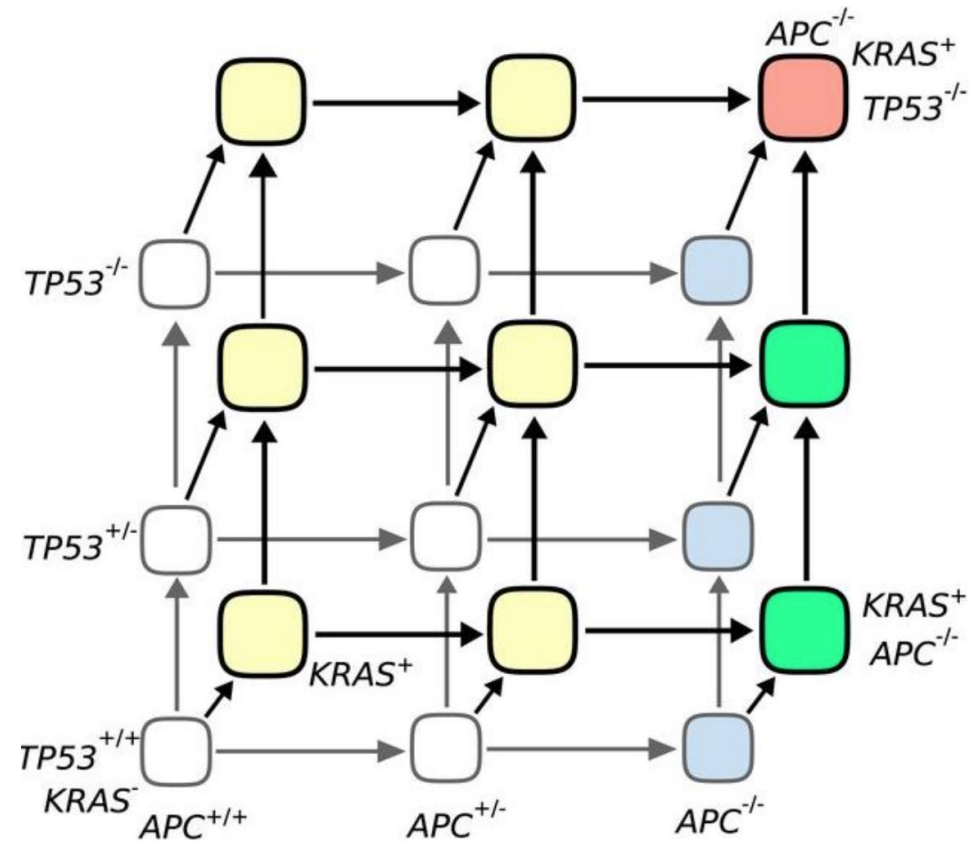 APC-/-
KRAS+
TP53-/-
TP53-/-
TP53+/-
KRAS+
APC-/-
KRAS+
TP53+/+
KRAS-
APC+/+
APC+/-
APC-/-